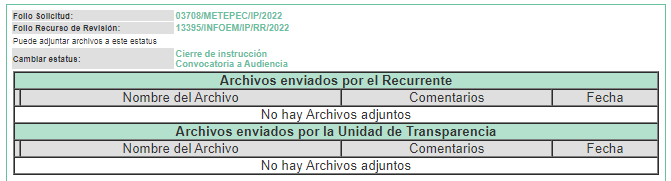 Folio Solicitud: 03708/METEPEC/IP/2022
Folio Recurso de Revisión: 13395/INFOEM/IP/RR/2022
Puede adjuntar archivos a este estatus
Cambiar estatus: Cierre de instrucción
Convocatoria a Audiencia
Archivos enviados por el Recurrente
Nombre del Archivo Comentarios Fecha
No hay Archivos adjuntos
Archivos enviados por la Unidad de Transparencia
Nombre del Archivo Comentarios Fecha
No hay Archivos adjuntos